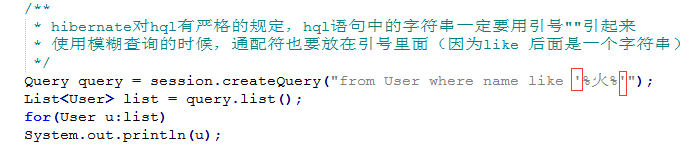 /**
* hibernate对hql有严格的规定，hql语句中的字符串一定要用引号""引起来
* 使用模糊查询的时候，通配符也要放在引号里面（因为like 后面是一个字符串）
*/
Query query = session.createQuery("from User where name like '%火%'");
List<User> list = query.list();
for(User u:list)
System.out.println(u);